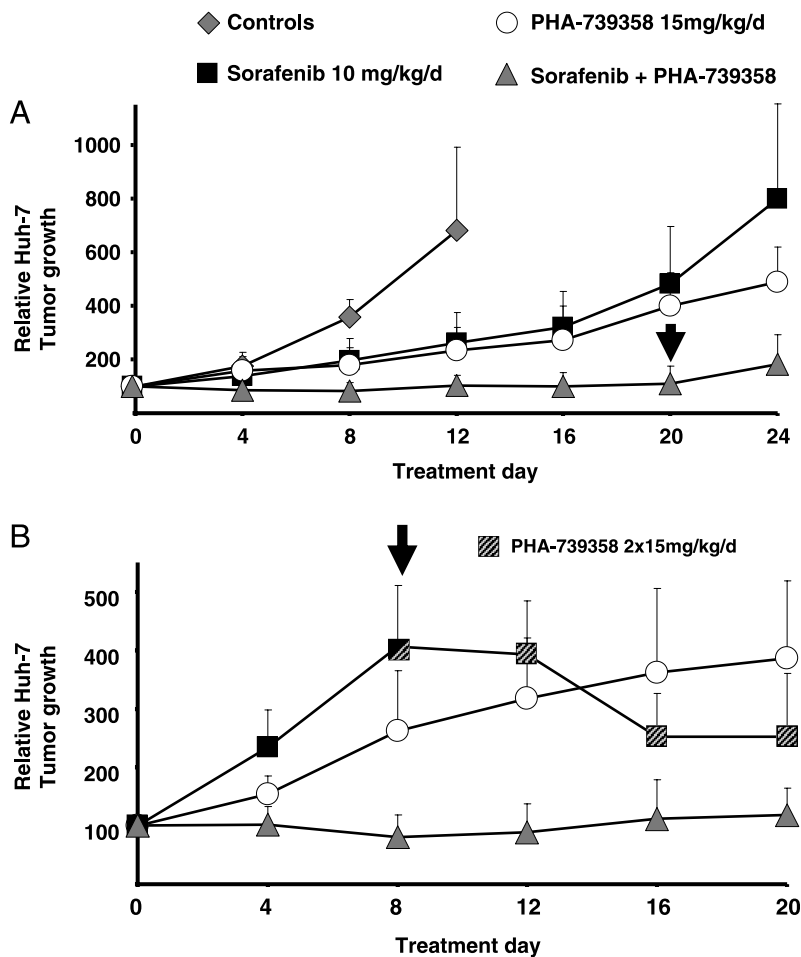 Controls
PHA-739358 15mg/kg/d
Sorafenib 10 mg/kg/d
Sorafenib + PHA-739358
A
Relative Huh-7
Tumor growth
1000
800
600
400
200
0 4 8 12 16 20 24
Treatment day
B
PHA-739358 2x15mg/kg/d
Relative Huh-7
Tumor growth
500
400
300
200
100
0 4 8 12 16 20
Treatment day